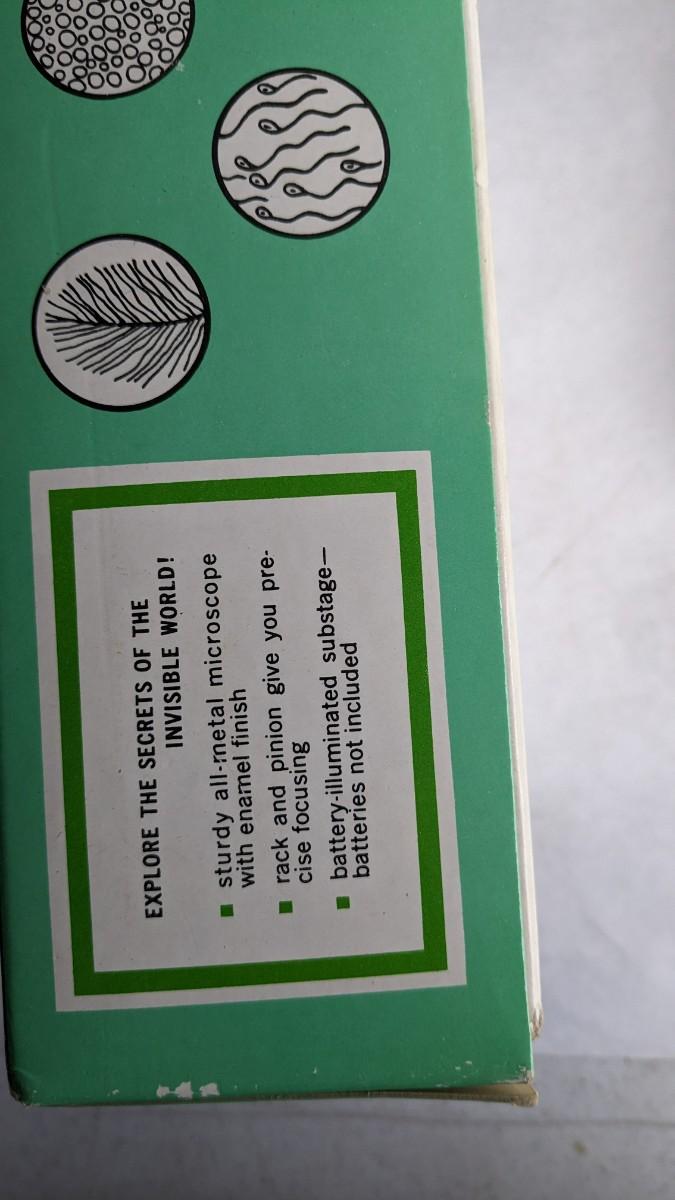 EXPLORE THE SECRETS OF THE
INVISIBLE WORLD!
sturdy all-metal microscope
with enamel finish
rack and pinion give you pre-
cise focusing
battery-illuminated substage—
batteries not included